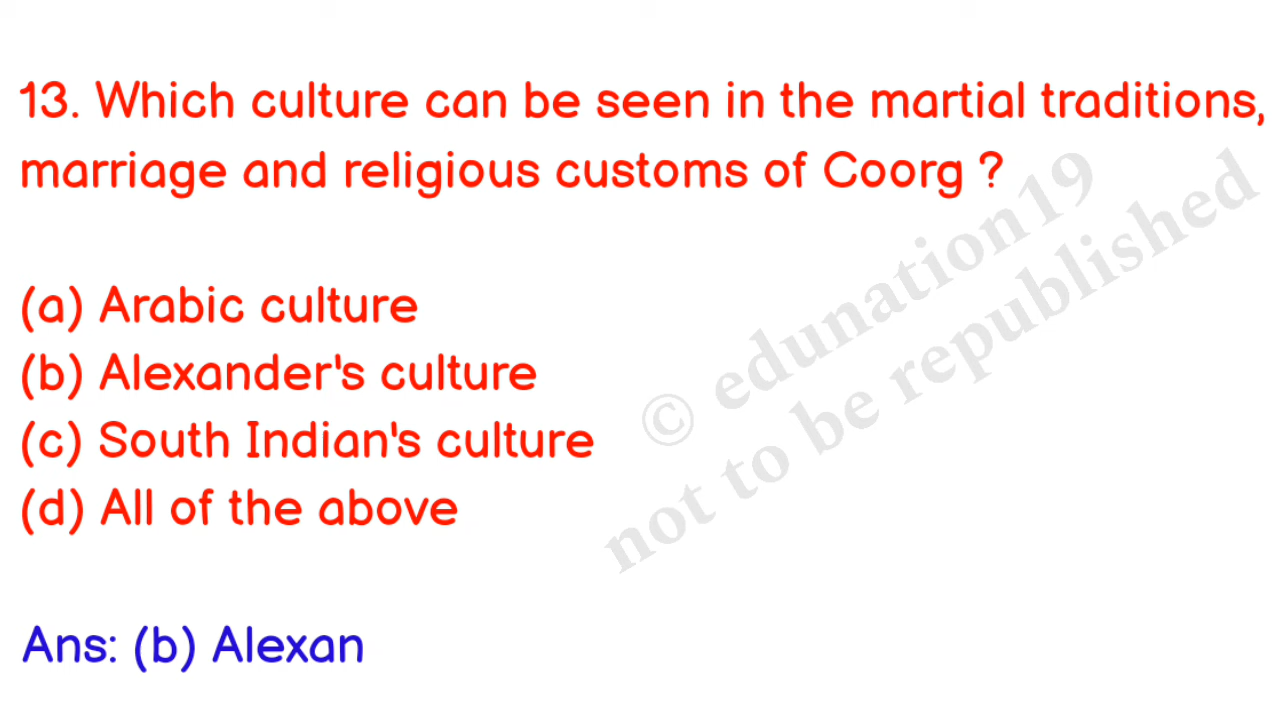 13. Which culture can be seen in the martial traditions,
marriage and religious customs of Coorg ?
(a) Arabic culture
(b) Alexander's culture
(c) South Indian's culture
(d) All of the above
© edunation19
not to be republished
Ans: (b) Alexan